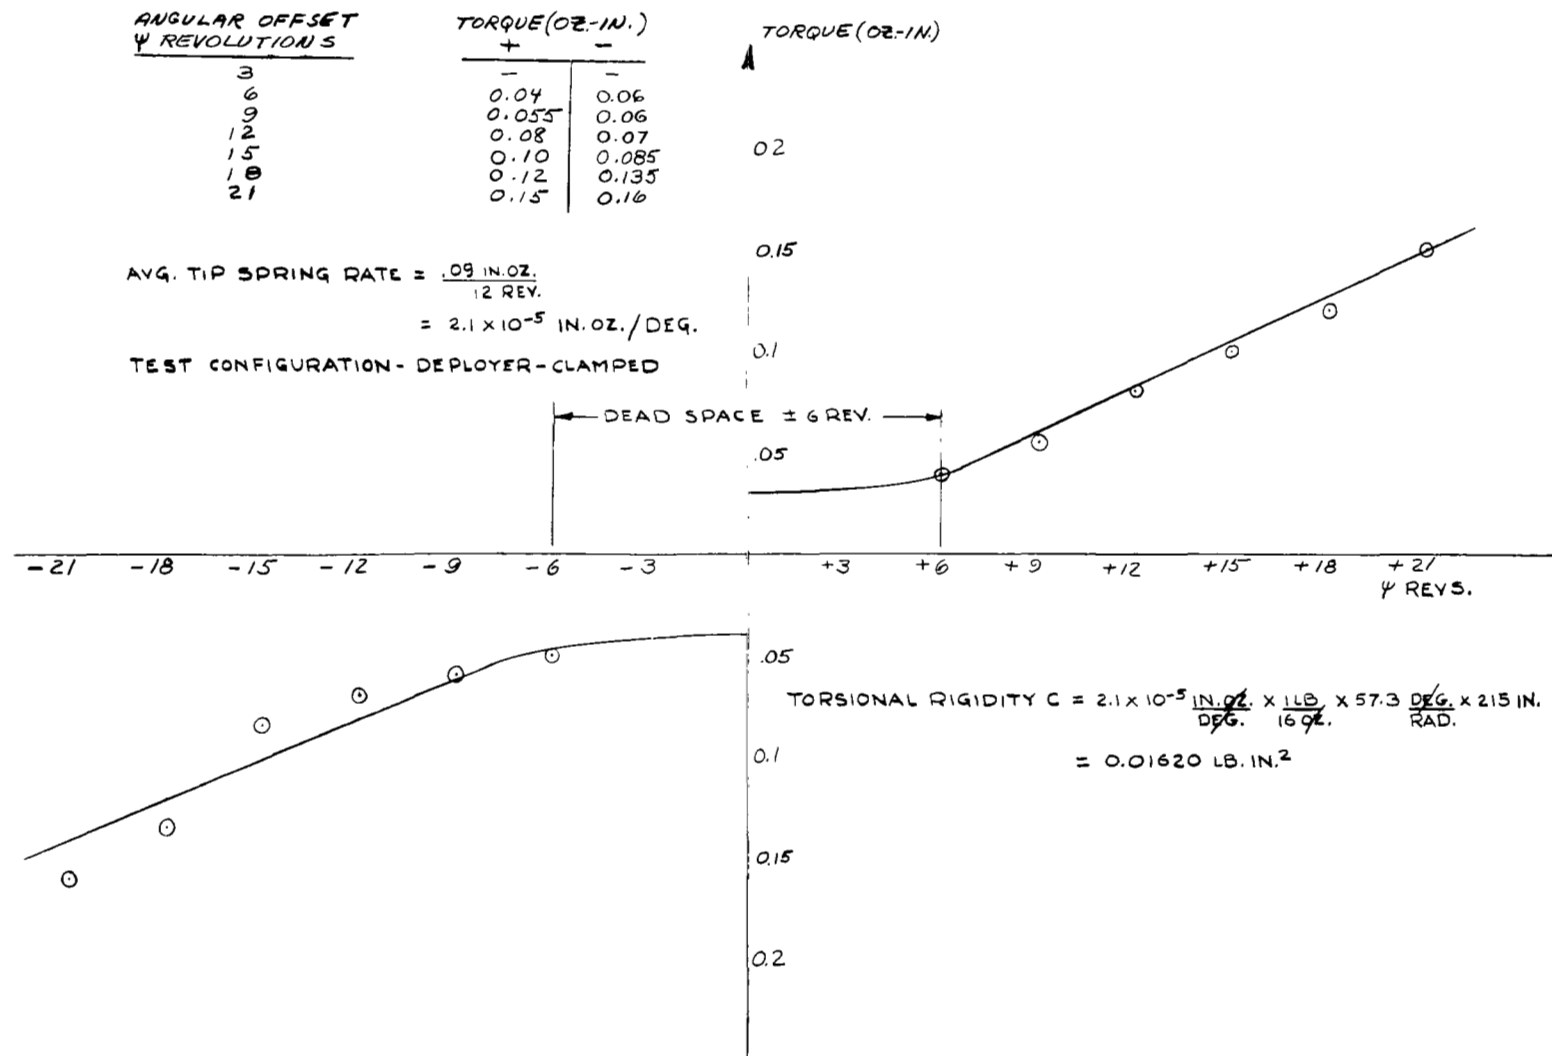 ANGULAR OFFSET
Ψ REVOLUTIONS
TORQUE (OZ.-IN.)
+ -
3 - -
6 0.04 0.06
9 0.055 0.06
12 0.08 0.07
15 0.10 0.085
18 0.12 0.135
21 0.15 0.16
AVG. TIP SPRING RATE = .09 IN.OZ. / 12 REV.
= 2.1 x 10-5 IN. OZ. / DEG.
TEST CONFIGURATION - DEPLOYER - CLAMPED
TORQUE (OZ-IN.)
0.2
0.15
0.1
DEAD SPACE ± 6 REV.
.05
-21 -18 -15 -12 -9 -6 -3 +3 +6 +9 +12 +15 +18 +21
Ψ REVS.
.05
0.1
0.15
0.2
TORSIONAL RIGIDITY C = 2.1 x 10-5 IN. OZ. / DEG. x 1 LB / 16 OZ. x 57.3 DEG. / RAD. x 215 IN.
= 0.01620 LB. IN.2